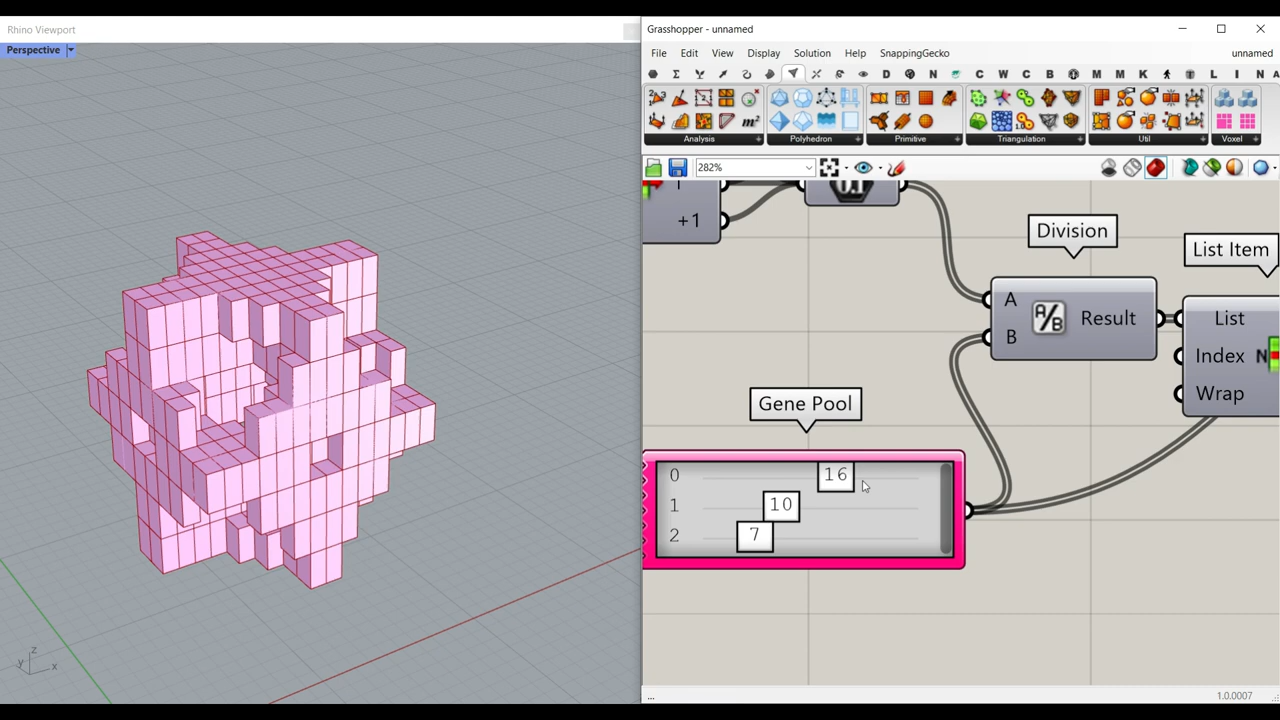 Rhino Viewport
Perspective
z
y
x
Grasshopper - unnamed
File Edit View Display Solution Help SnappingGecko
unnamed
D N C W C B M M K L I N A
Analysis Polyhedron Primitive Triangulation Util Voxel
282%
+1
Division
List Item
A
B
Result
List
Index
Wrap
N
Gene Pool
0 16
1 10
2 7
...
1.0.0007